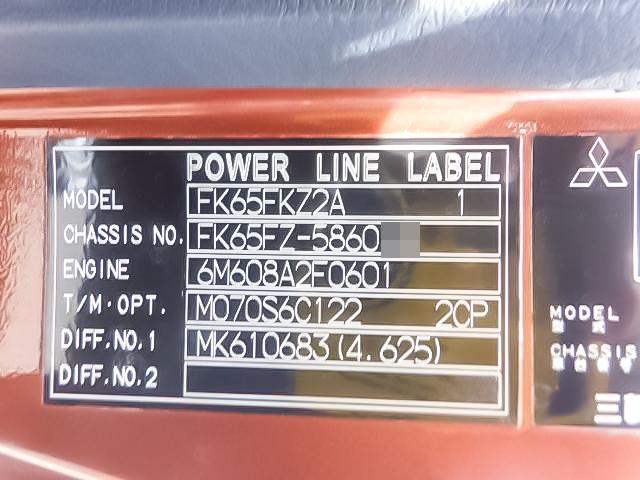 POWER LINE LABEL
MODEL FK65FKZ2A 1
CHASSIS NO. FK65FZ-5860
ENGINE 6M608A2F0601
T/M·OPT. M070S6C122 20P
DIFF.NO.1 MK610683(4.625)
DIFF.NO.2
MODEL
CHASSIS